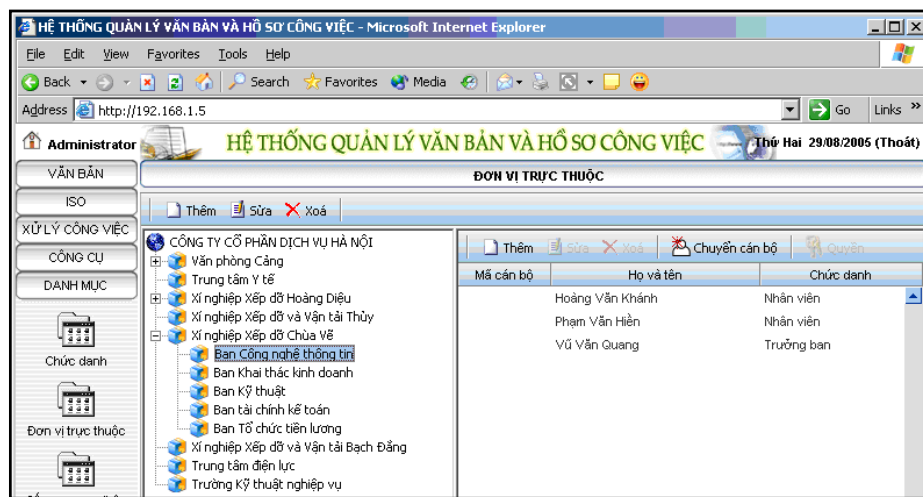 HỆ THỐNG QUẢN LÝ VĂN BẢN VÀ HỒ SƠ CÔNG VIỆC - Microsoft Internet Explorer
File Edit View Favorites Tools Help
Back Search Favorites Media
Address http://192.168.1.5 Go Links »
Administrator HỆ THỐNG QUẢN LÝ VĂN BẢN VÀ HỒ SƠ CÔNG VIỆC Thứ Hai 29/08/2005 (Thoát)
VĂN BẢN
ĐƠN VỊ TRỰC THUỘC
ISO
Thêm Sửa Xoá
XỬ LÝ CÔNG VIỆC
CÔNG CỤ
DANH MỤC
Chức danh
Đơn vị trực thuộc
CÔNG TY CỔ PHẦN DỊCH VỤ HÀ NỘI
Văn phòng Cảng
Trung tâm Y tế
Xí nghiệp Xếp dỡ Hoàng Diệu
Xí nghiệp Xếp dỡ và Vận tải Thủy
Xí nghiệp Xếp dỡ Chùa Vẽ
Ban Công nghệ thông tin
Ban Khai thác kinh doanh
Ban Kỹ thuật
Ban tài chính kế toán
Ban Tổ chức tiền lương
Xí nghiệp Xếp dỡ và Vận tải Bạch Đằng
Trung tâm điện lực
Trường Kỹ thuật nghiệp vụ
Thêm Sửa Xoá Chuyển cán bộ Quyền
Mã cán bộ Họ và tên Chức danh
Hoàng Văn Khánh Nhân viên
Phạm Văn Hiền Nhân viên
Vũ Văn Quang Trưởng ban